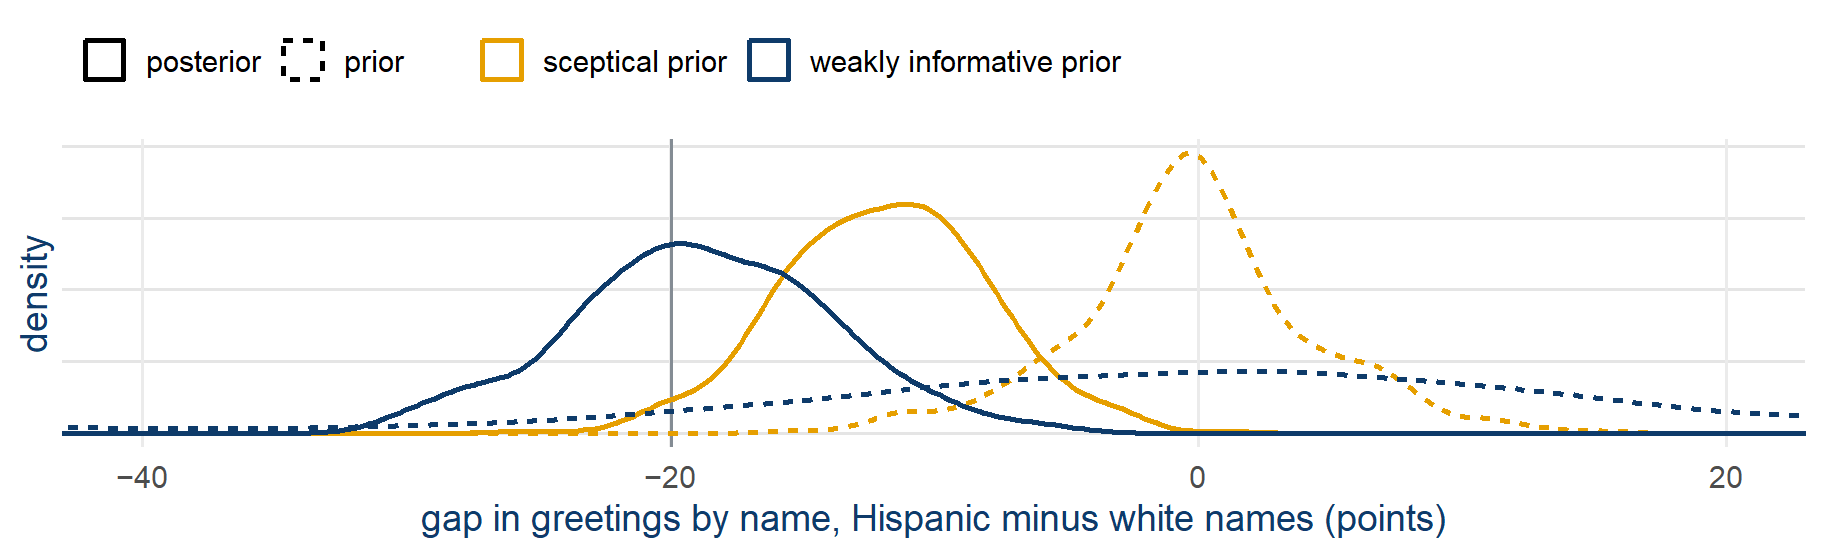 posterior prior sceptical prior weakly informative prior
density
−40 −20 0 20
gap in greetings by name, Hispanic minus white names (points)